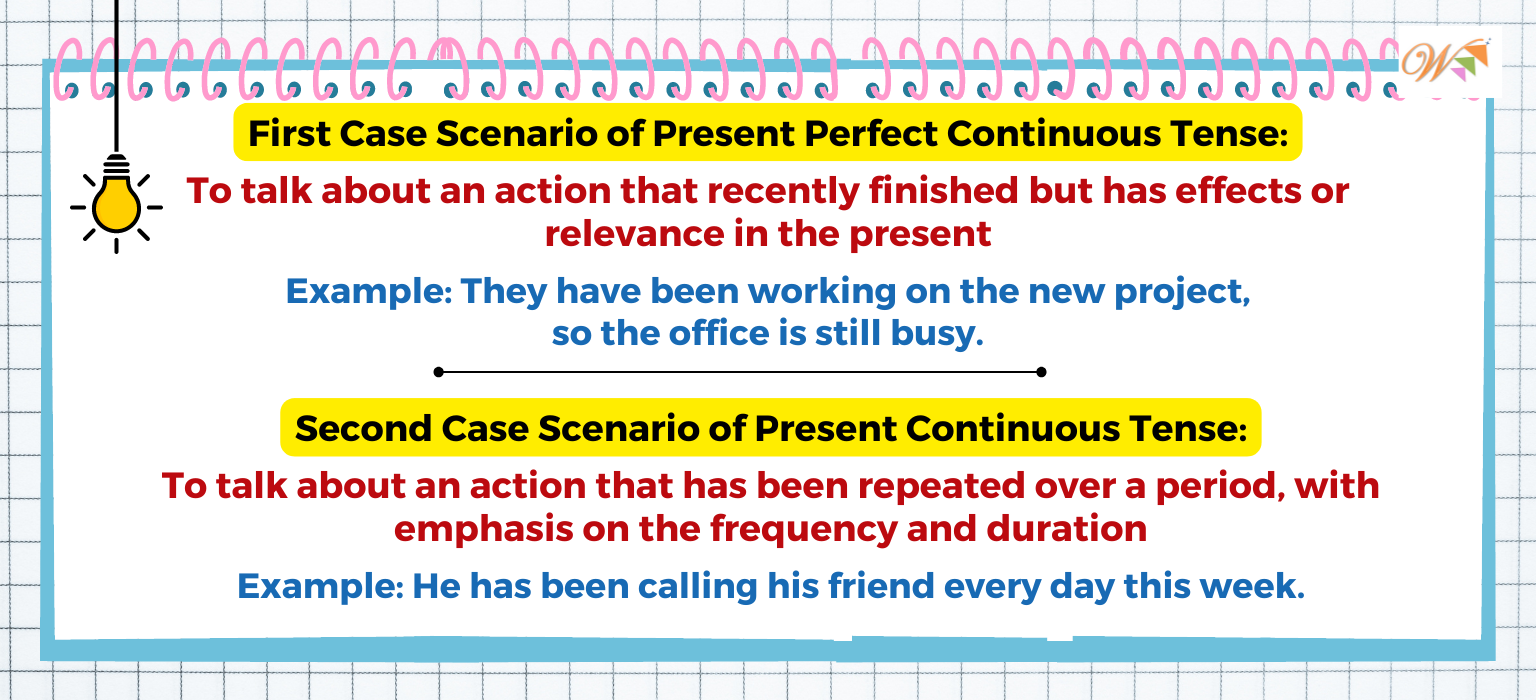 W
First Case Scenario of Present Perfect Continuous Tense:
To talk about an action that recently finished but has effects or
relevance in the present
Example: They have been working on the new project,
so the office is still busy.
Second Case Scenario of Present Continuous Tense:
To talk about an action that has been repeated over a period, with
emphasis on the frequency and duration
Example: He has been calling his friend every day this week.